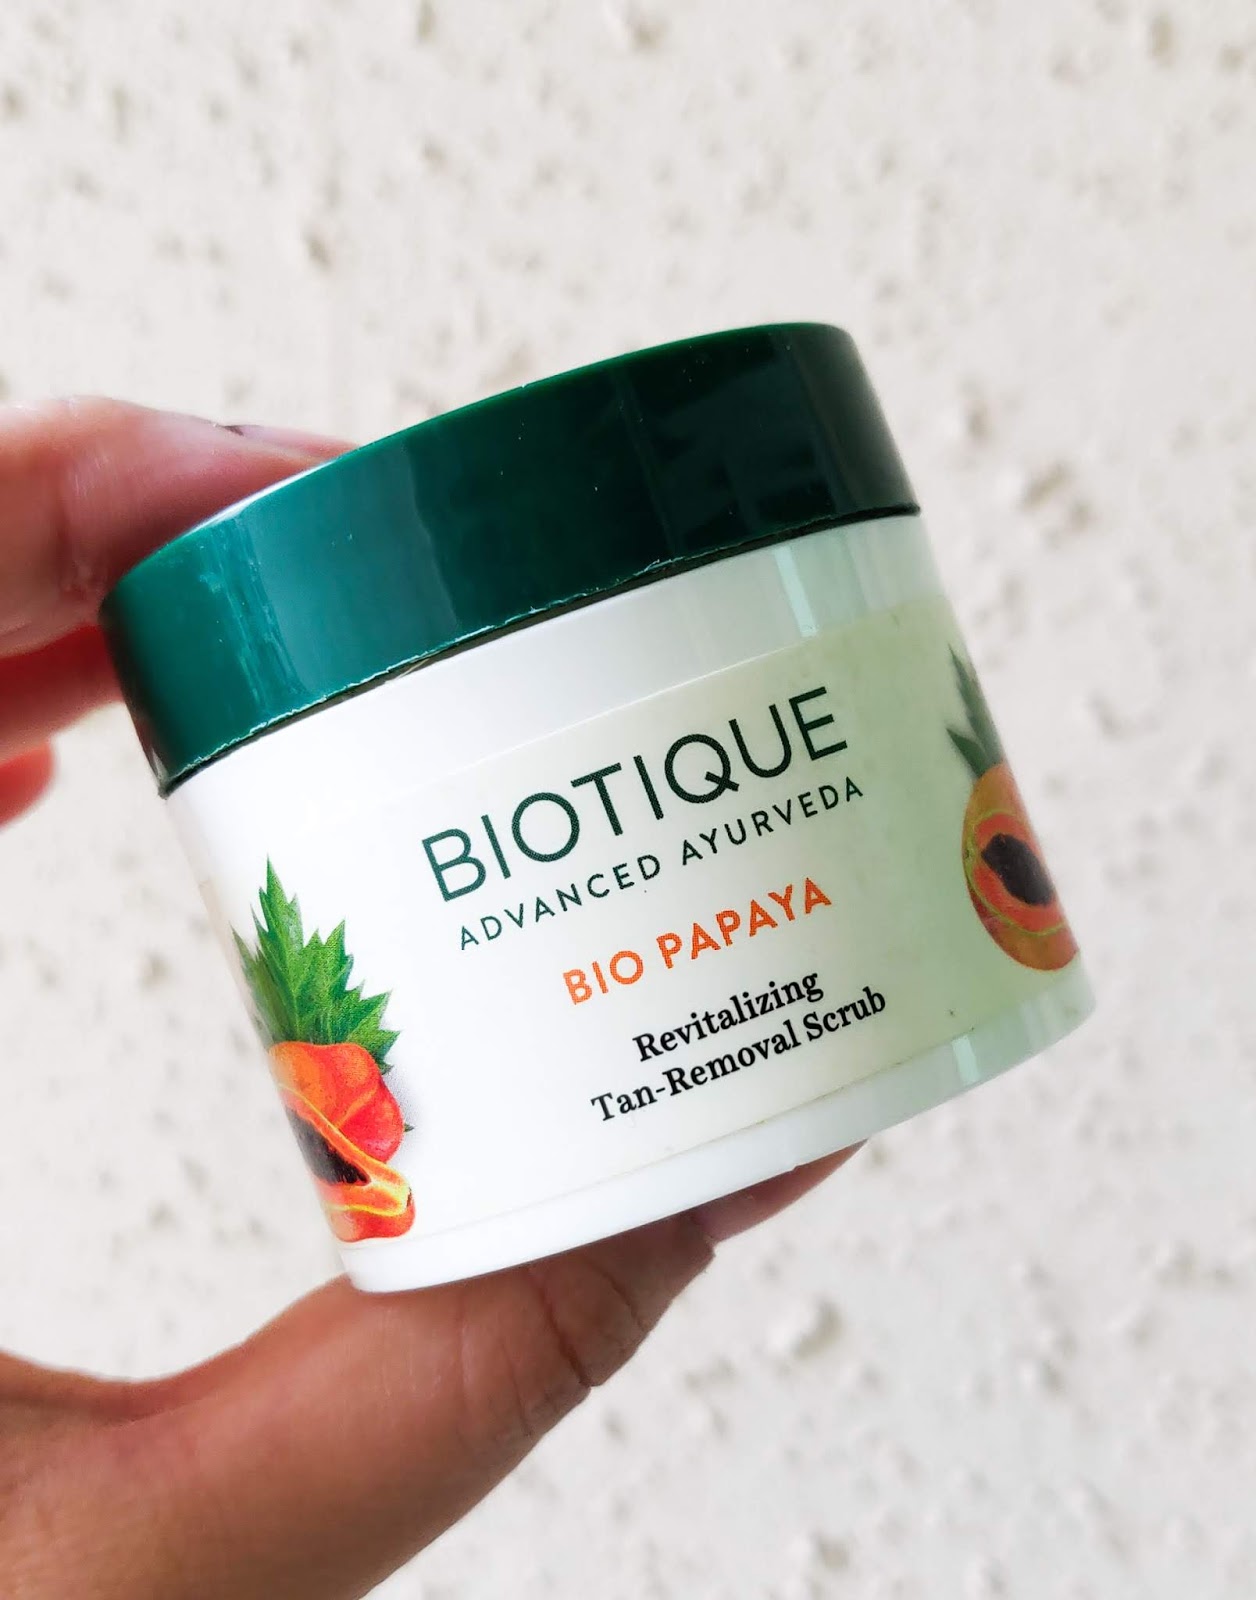 BIOTIQUE
ADVANCED AYURVEDA
BIO PAPAYA
Revitalizing
Tan-Removal Scrub